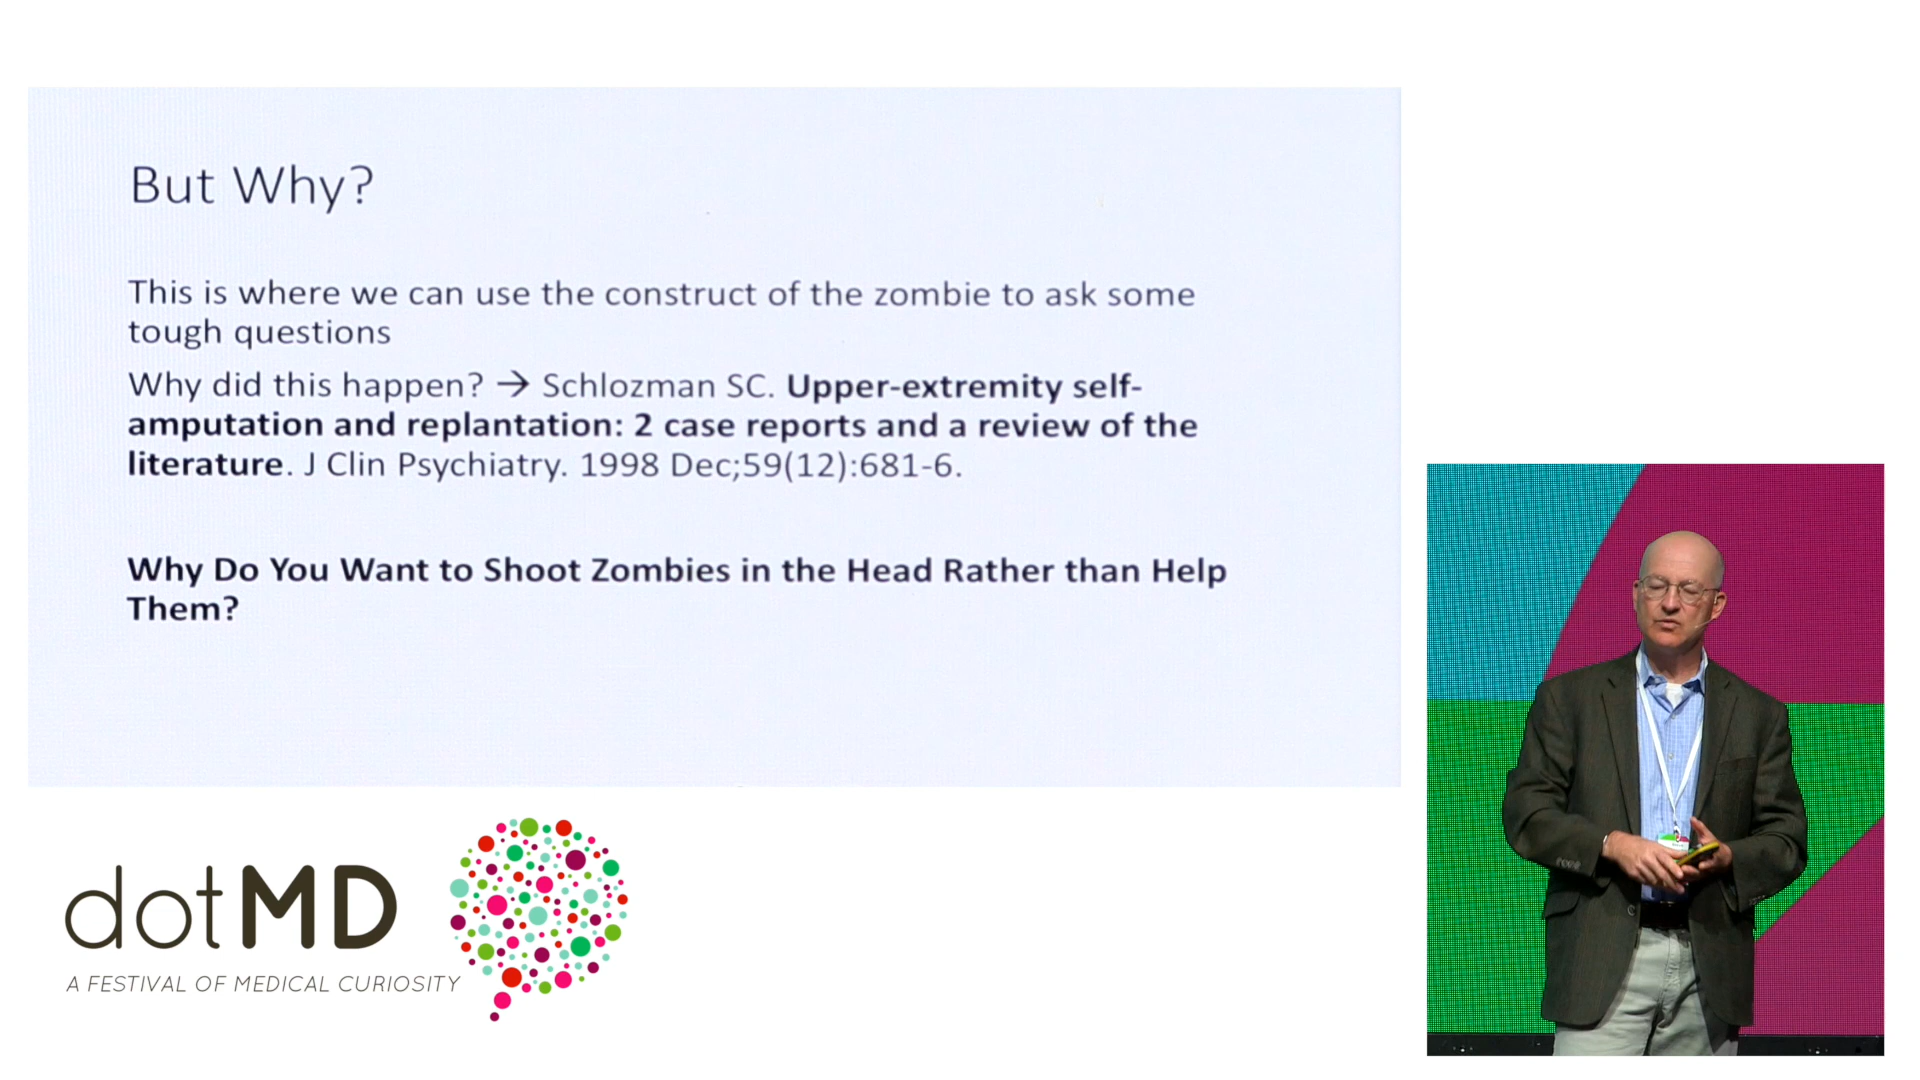 But Why?
This is where we can use the construct of the zombie to ask some
tough questions
Why did this happen? → Schlozman SC. Upper-extremity self-
amputation and replantation: 2 case reports and a review of the
literature. J Clin Psychiatry. 1998 Dec;59(12):681-6.
Why Do You Want to Shoot Zombies in the Head Rather than Help
Them?
dotMD
A FESTIVAL OF MEDICAL CURIOSITY